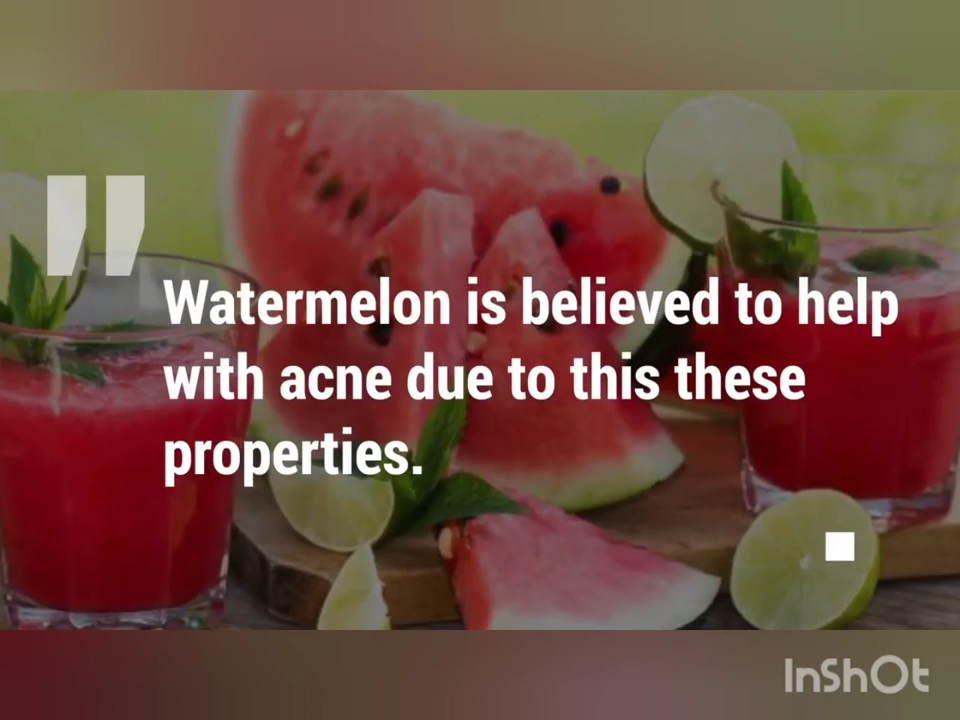 Watermelon is believed to help
with acne due to this these
properties.
InShOt